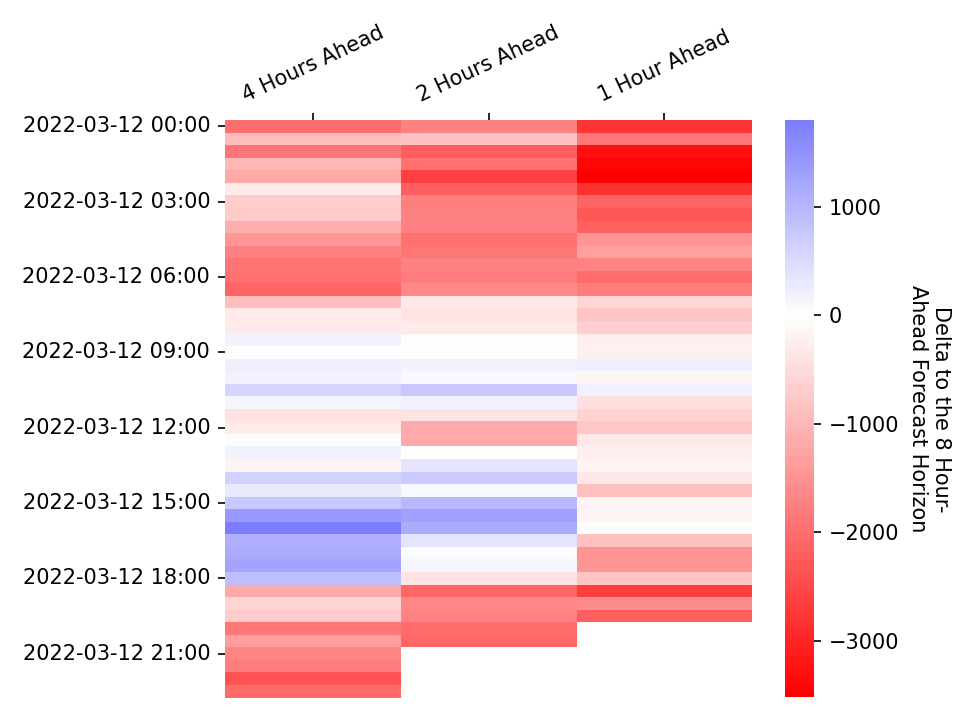 4 Hours Ahead
2 Hours Ahead
1 Hour Ahead
2022-03-12 00:00
2022-03-12 03:00
2022-03-12 06:00
2022-03-12 09:00
2022-03-12 12:00
2022-03-12 15:00
2022-03-12 18:00
2022-03-12 21:00
1000
0
−1000
−2000
−3000
Delta to the 8 Hour-
Ahead Forecast Horizon